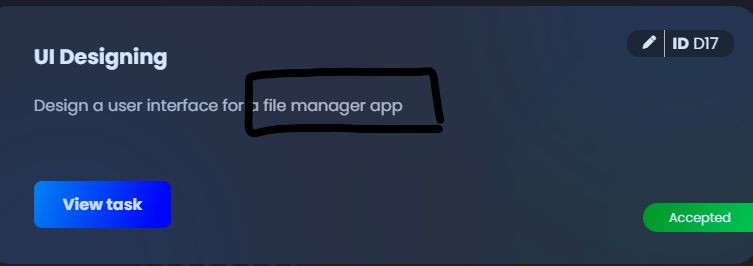 UI Designing
ID D17
Design a user interface for a file manager app
View task
Accepted